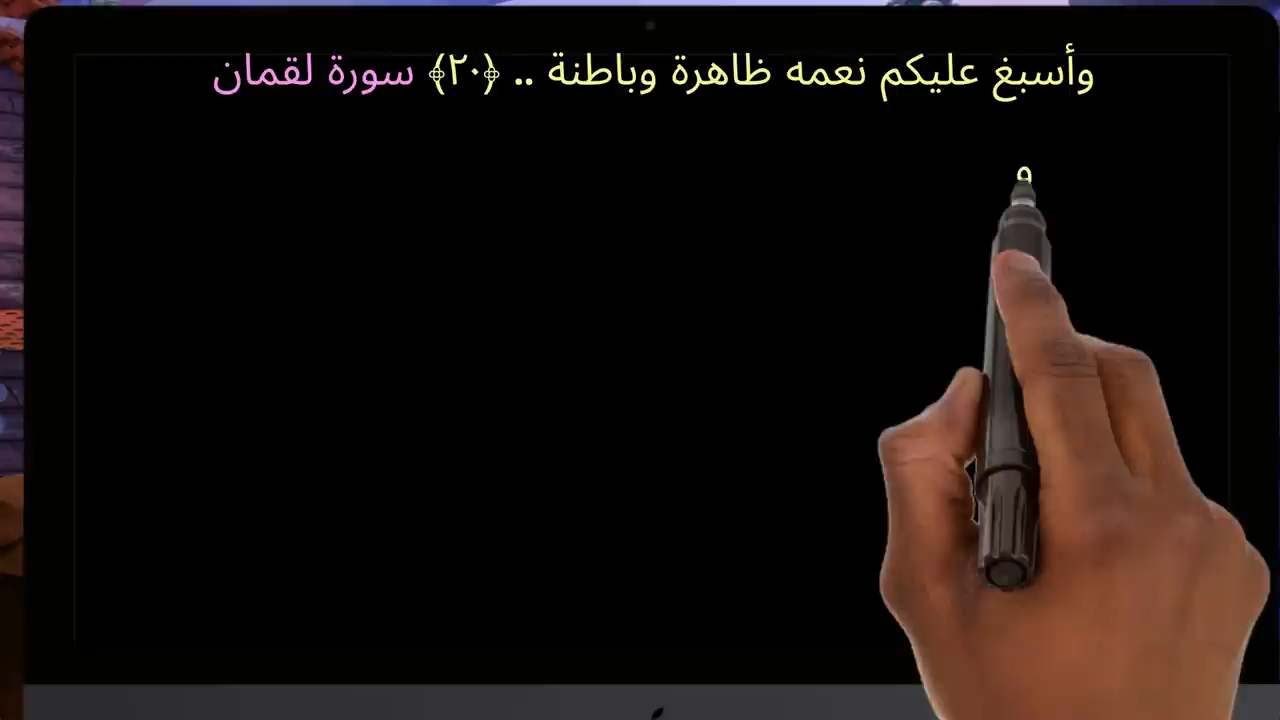 وأسبغ عليكم نعمه ظاهرة وباطنة .. ﴿٢٠﴾ سورة لقمان
و